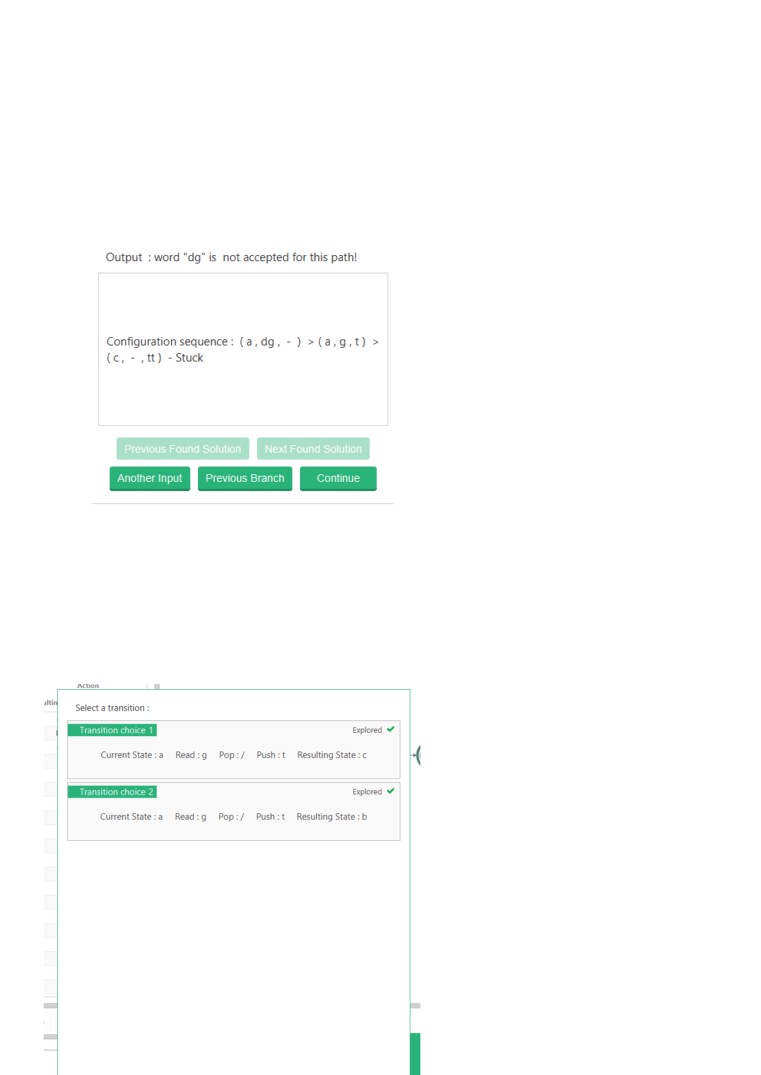 Output : word "dg" is not accepted for this path!
Configuration sequence : ( a , dg , - ) > ( a , g , t ) >
( c , - , tt ) - Stuck
Previous Found Solution Next Found Solution
Another Input Previous Branch Continue
Action
Select a transition :
Transition choice 1 Explored ✔
Current State : a Read : g Pop : / Push : t Resulting State : c
Transition choice 2 Explored ✔
Current State : a Read : g Pop : / Push : t Resulting State : b